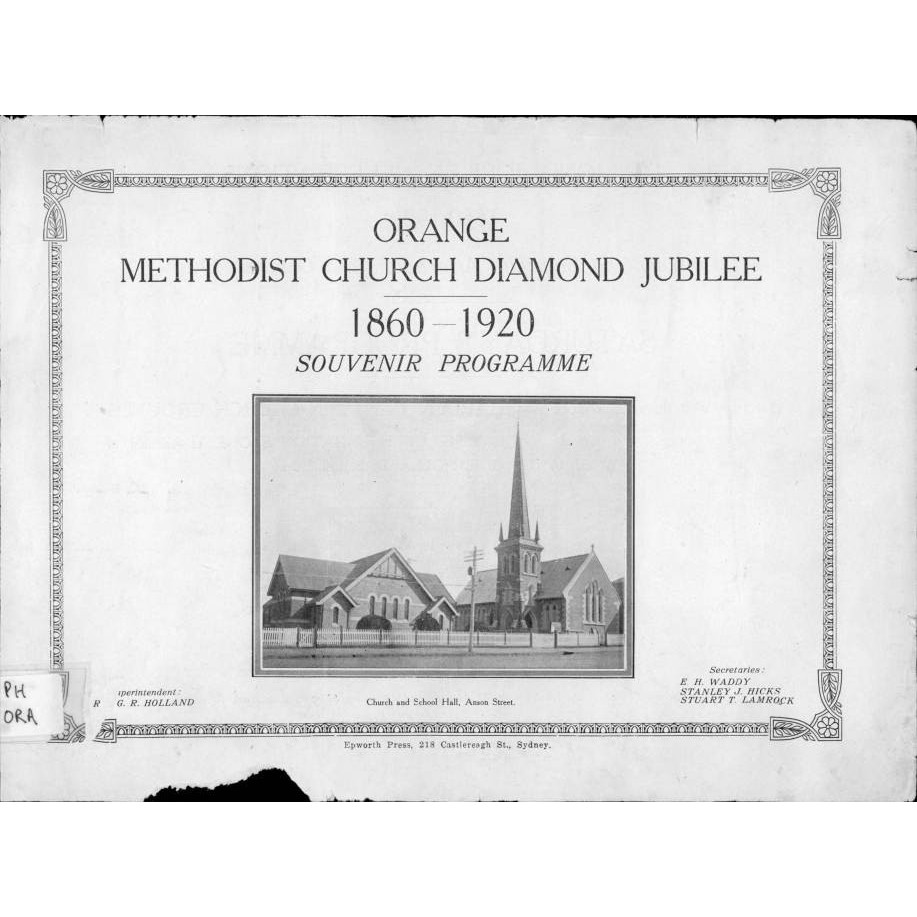 ORANGE
METHODIST CHURCH DIAMOND JUBILEE
1860—1920
SOUVENIR PROGRAMME
PH
ORA
perintendent:
R G. R. HOLLAND
Church and School Hall, Anson Street.
Secretaries:
E H. WADDY
STANLEY J. HICKS
STUART T. LAMROCK
Epworth Press, 218 Castlereagh St., Sydney.